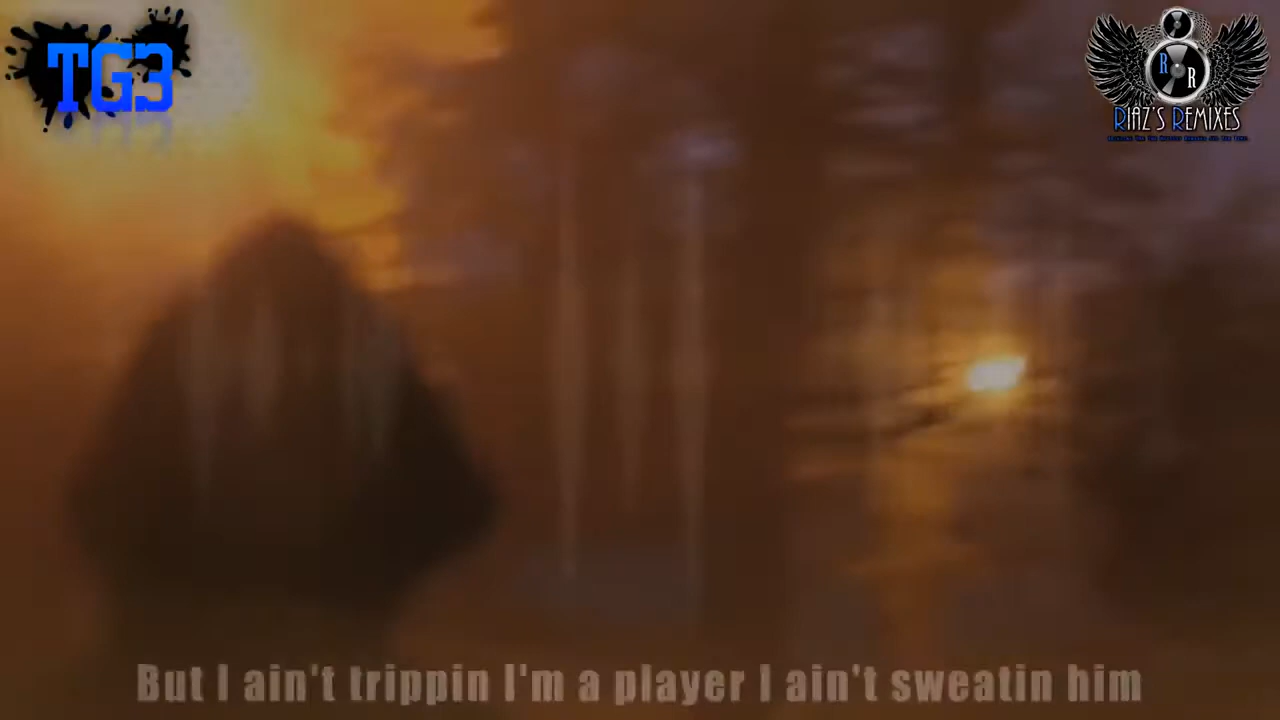 TG3
R R
RIAZ'S REMIXES
But I ain't trippin I'm a player I ain't sweatin him